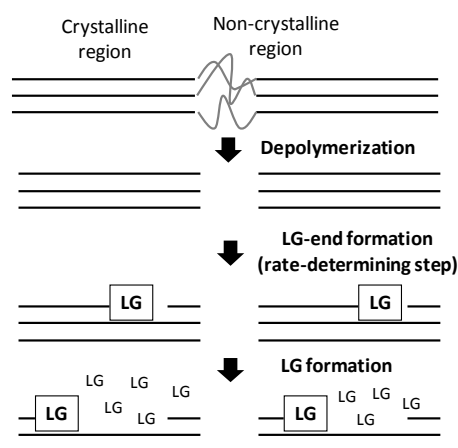 Crystalline
region
Non-crystalline
region
Depolymerization
LG-end formation
(rate-determining step)
LG
LG
LG formation
LG LG LG
LG LG
LG
LG LG LG
LG
LG